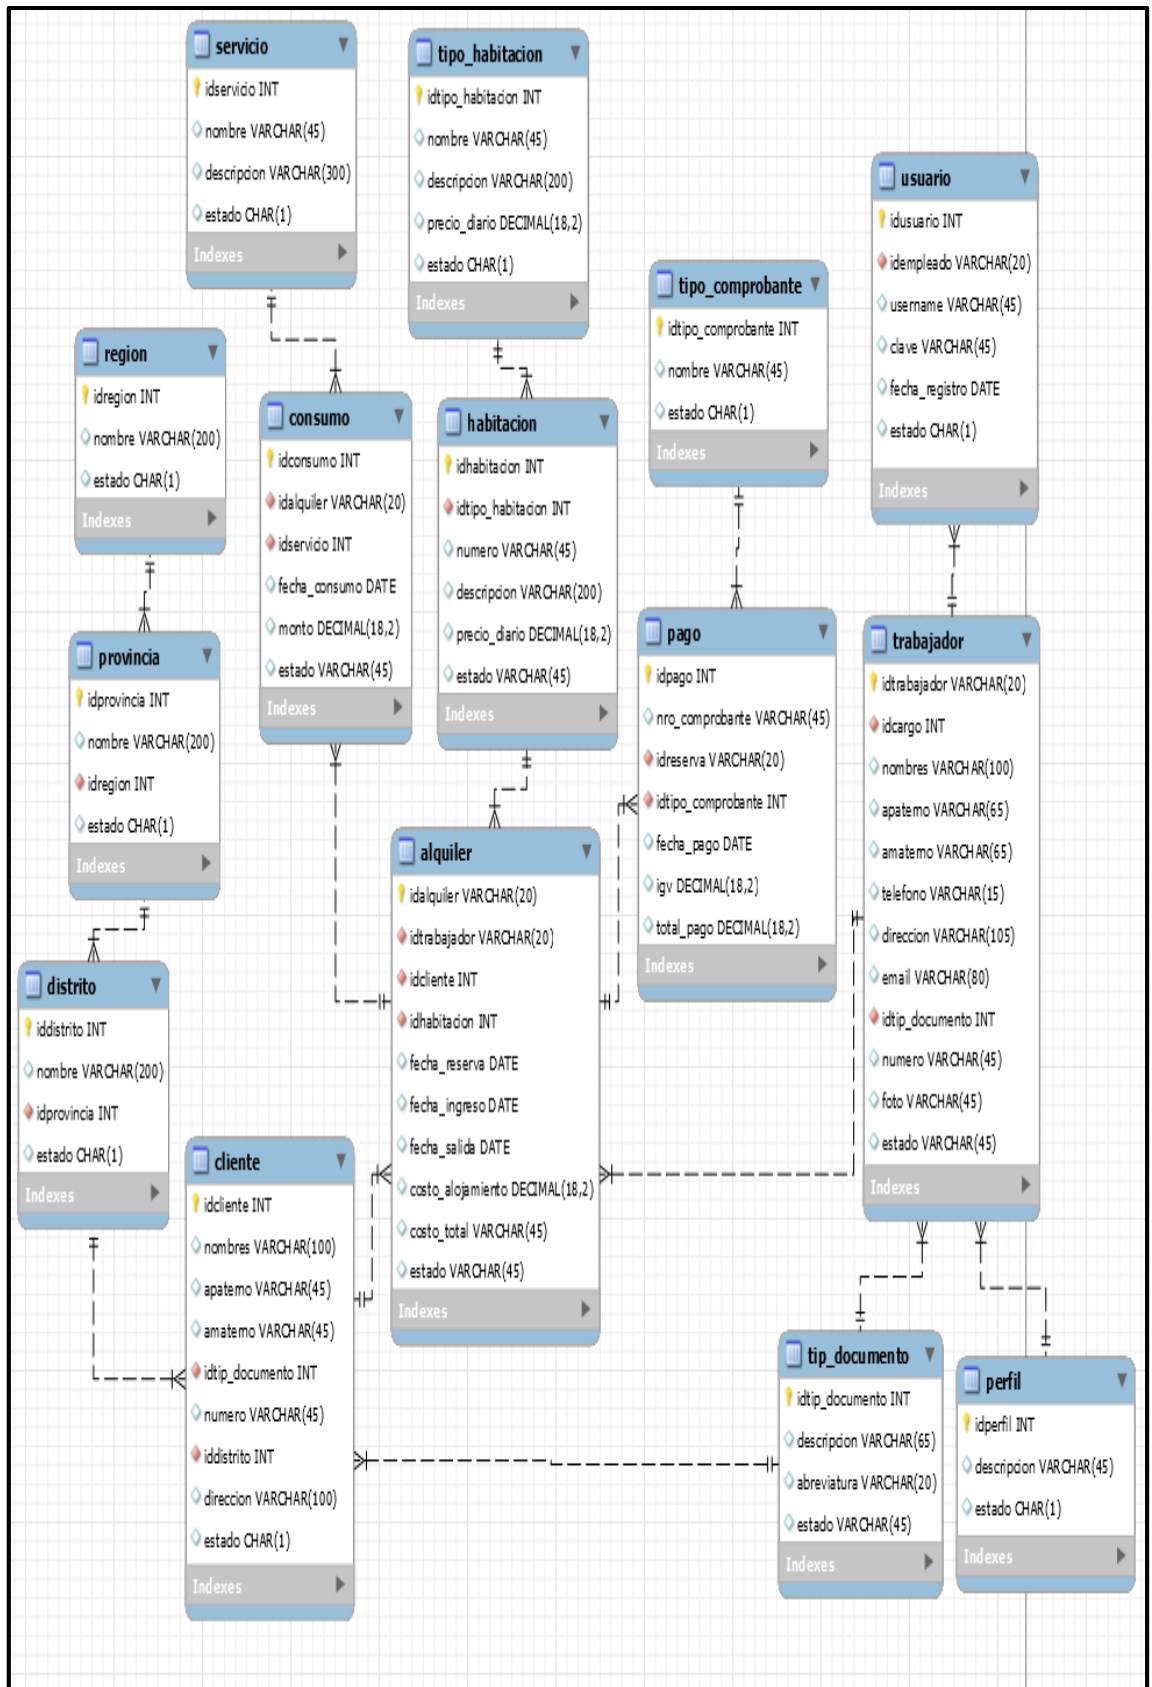 servicio
idservicio INT
nombre VARCHAR(45)
descripcion VARCHAR(300)
estado CHAR(1)
Indexes
tipo_habitacion
idtipo_habitacion INT
nombre VARCHAR(45)
descripcion VARCHAR(200)
precio_diario DECIMAL(18,2)
estado CHAR(1)
Indexes
usuario
idusuario INT
idempleado VARCHAR(20)
username VARCHAR(45)
clave VARCHAR(45)
fecha_registro DATE
estado CHAR(1)
Indexes
tipo_comprobante
idtipo_comprobante INT
nombre VARCHAR(45)
estado CHAR(1)
Indexes
region
idregion INT
nombre VARCHAR(200)
estado CHAR(1)
Indexes
consumo
idconsumo INT
idalquiler VARCHAR(20)
idservicio INT
fecha_consumo DATE
monto DECIMAL(18,2)
estado VARCHAR(45)
Indexes
habitacion
idhabitacion INT
idtipo_habitacion INT
numero VARCHAR(45)
descripcion VARCHAR(200)
precio_diario DECIMAL(18,2)
estado VARCHAR(45)
Indexes
provincia
idprovincia INT
nombre VARCHAR(200)
idregion INT
estado CHAR(1)
Indexes
pago
idpago INT
nro_comprobante VARCHAR(45)
idreserva VARCHAR(20)
idtipo_comprobante INT
fecha_pago DATE
igv DECIMAL(18,2)
total_pago DECIMAL(18,2)
Indexes
trabajador
idtrabajador VARCHAR(20)
idcargo INT
nombres VARCHAR(100)
apaterno VARCHAR(65)
amaterno VARCHAR(65)
telefono VARCHAR(15)
direccion VARCHAR(105)
email VARCHAR(80)
idtip_documento INT
numero VARCHAR(45)
foto VARCHAR(45)
estado VARCHAR(45)
Indexes
alquiler
idalquiler VARCHAR(20)
idtrabajador VARCHAR(20)
idcliente INT
idhabitacion INT
fecha_reserva DATE
fecha_ingreso DATE
fecha_salida DATE
costo_alojamiento DECIMAL(18,2)
costo_total VARCHAR(45)
estado VARCHAR(45)
Indexes
distrito
iddistrito INT
nombre VARCHAR(200)
idprovincia INT
estado CHAR(1)
Indexes
cliente
idcliente INT
nombres VARCHAR(100)
apaterno VARCHAR(45)
amaterno VARCHAR(45)
idtip_documento INT
numero VARCHAR(45)
iddistrito INT
direccion VARCHAR(100)
estado CHAR(1)
Indexes
tip_documento
idtip_documento INT
descripcion VARCHAR(65)
abreviatura VARCHAR(20)
estado VARCHAR(45)
Indexes
perfil
idperfil INT
descripcion VARCHAR(45)
estado CHAR(1)
Indexes